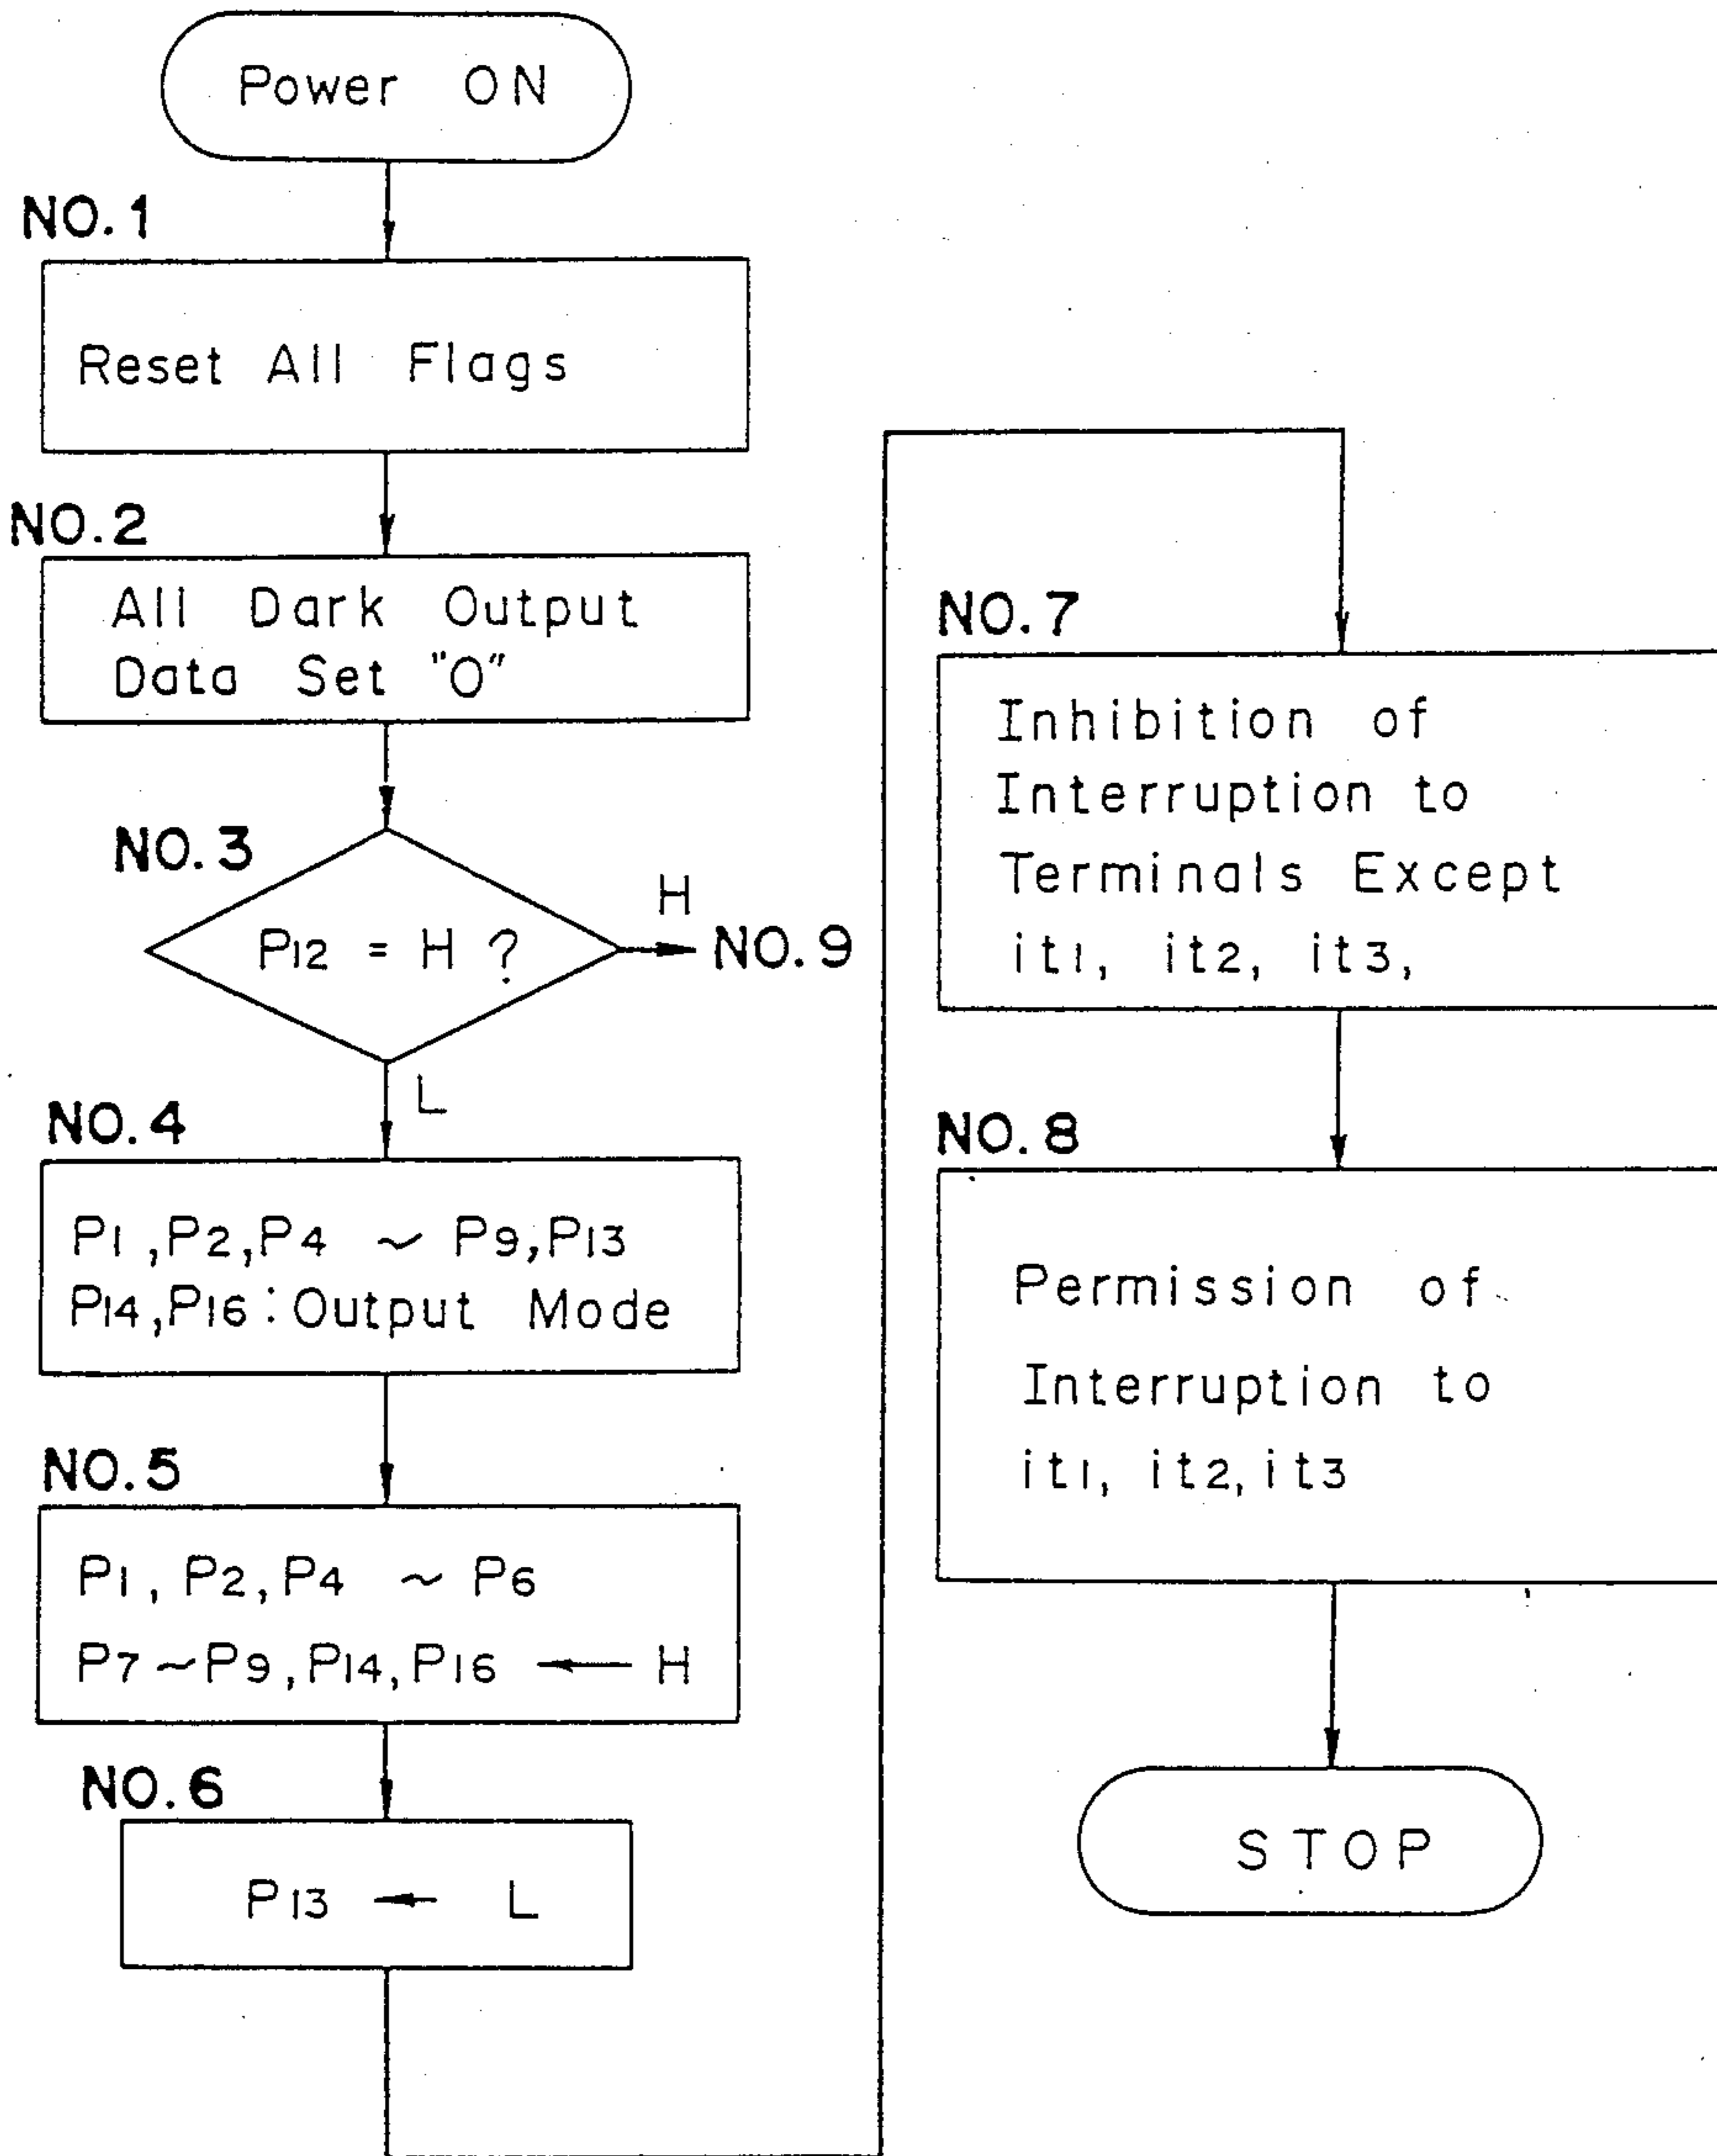 Power ON
NO.1
Reset All Flags
NO.2
All Dark Output
Data Set "0"
NO.3
P12 = H ?
H
NO.9
L
NO.4
P1,P2,P4 ~ P9,P13
P14,P16:Output Mode
NO.5
P1, P2,P4 ~ P6
P7~P9,P14,P16 ← H
NO.6
P13 ← L
NO.7
Inhibition of
Interruption to
Terminals Except
it1, it2, it3,
NO.8
Permission of
Interruption to
it1, it2,it3
STOP